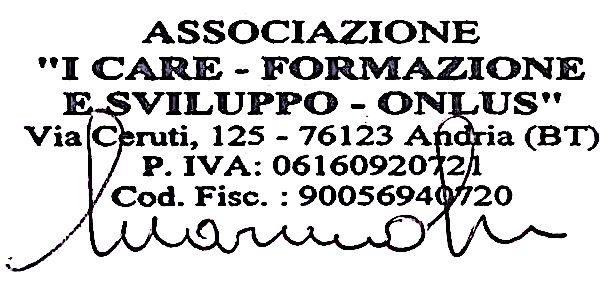 ASSOCIAZIONE
"I CARE - FORMAZIONE
E SVILUPPO - ONLUS"
Via Ceruti, 125 - 76123 Andria (BT)
P. IVA: 06160920721
Cod. Fisc. : 90056940720